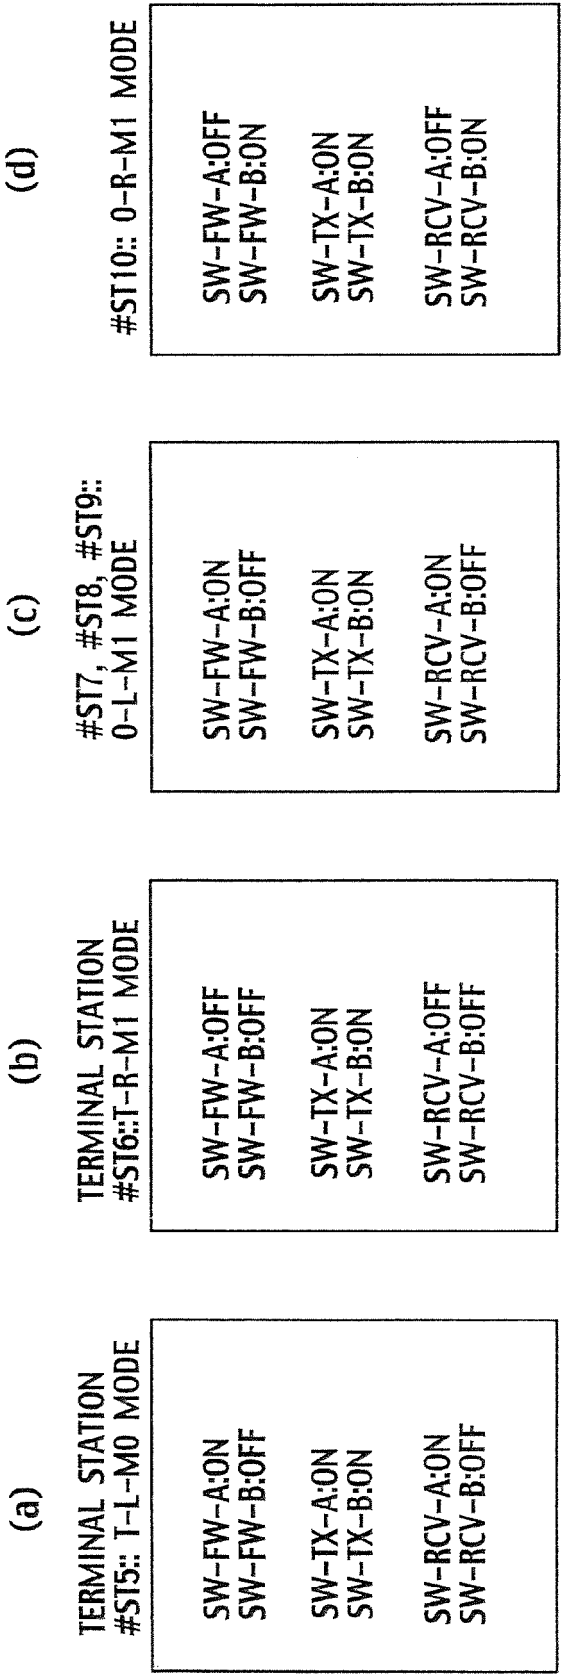 (a)
TERMINAL STATION
#ST5:: T-L-M0 MODE
SW-FW-A:ON
SW-FW-B:OFF
SW-TX-A:ON
SW-TX-B:ON
SW-RCV-A:ON
SW-RCV-B:OFF
(b)
TERMINAL STATION
#ST6::T-R-M1 MODE
SW-FW-A:OFF
SW-FW-B:OFF
SW-TX-A:ON
SW-TX-B:ON
SW-RCV-A:OFF
SW-RCV-B:OFF
(c)
#ST7, #ST8, #ST9::
0-L-M1 MODE
SW-FW-A:ON
SW-FW-B:OFF
SW-TX-A:ON
SW-TX-B:ON
SW-RCV-A:ON
SW-RCV-B:OFF
(d)
#ST10:: 0-R-M1 MODE
SW-FW-A:OFF
SW-FW-B:ON
SW-TX-A:ON
SW-TX-B:ON
SW-RCV-A:OFF
SW-RCV-B:ON